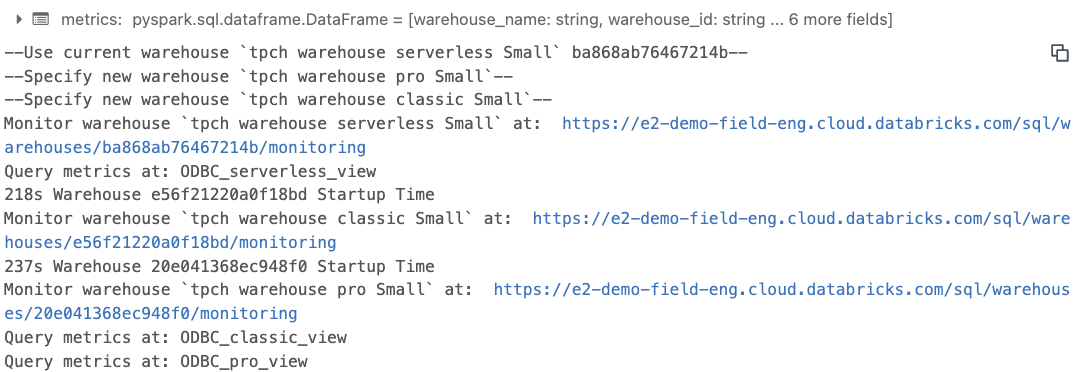 metrics: pyspark.sql.dataframe.DataFrame = [warehouse_name: string, warehouse_id: string ... 6 more fields]
--Use current warehouse `tpch warehouse serverless Small` ba868ab76467214b--
--Specify new warehouse `tpch warehouse pro Small`--
--Specify new warehouse `tpch warehouse classic Small`--
Monitor warehouse `tpch warehouse serverless Small` at:  https://e2-demo-field-eng.cloud.databricks.com/sql/w
arehouses/ba868ab76467214b/monitoring
Query metrics at: ODBC_serverless_view
218s Warehouse e56f21220a0f18bd Startup Time
Monitor warehouse `tpch warehouse classic Small` at:  https://e2-demo-field-eng.cloud.databricks.com/sql/ware
houses/e56f21220a0f18bd/monitoring
237s Warehouse 20e041368ec948f0 Startup Time
Monitor warehouse `tpch warehouse pro Small` at:  https://e2-demo-field-eng.cloud.databricks.com/sql/warehous
es/20e041368ec948f0/monitoring
Query metrics at: ODBC_classic_view
Query metrics at: ODBC_pro_view